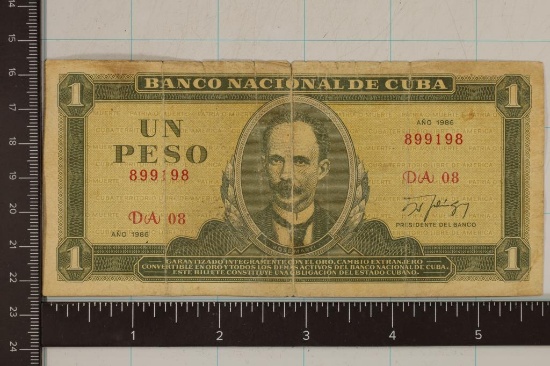 BANCO NACIONAL DE CUBA
1 1
UN
PESO
899198
DA 08
AÑO 1986
AÑO 1986
899198
DA 08
PRESIDENTE DEL BANCO
GARANTIZADO INTEGRAMENTE CON EL ORO, CAMBIO EXTRANJERO
CONVERTIBLE EN ORO Y TODOS LOS DEMAS ACTIVOS DEL BANCO NACIONAL DE CUBA.
ESTE BILLETE CONSTITUYE UNA OBLIGACION DEL ESTADO CUBANO.
1 1
14
15
16
17
18
19
20
21
22
23
24
1 2 3 4 5